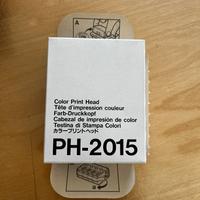 A
Color Print Head
Tête d'impression couleur
Farb-Druckkopf
Cabezal de impresión de color
Testina di Stampa Colori
カラープリントヘッド
PH-2015